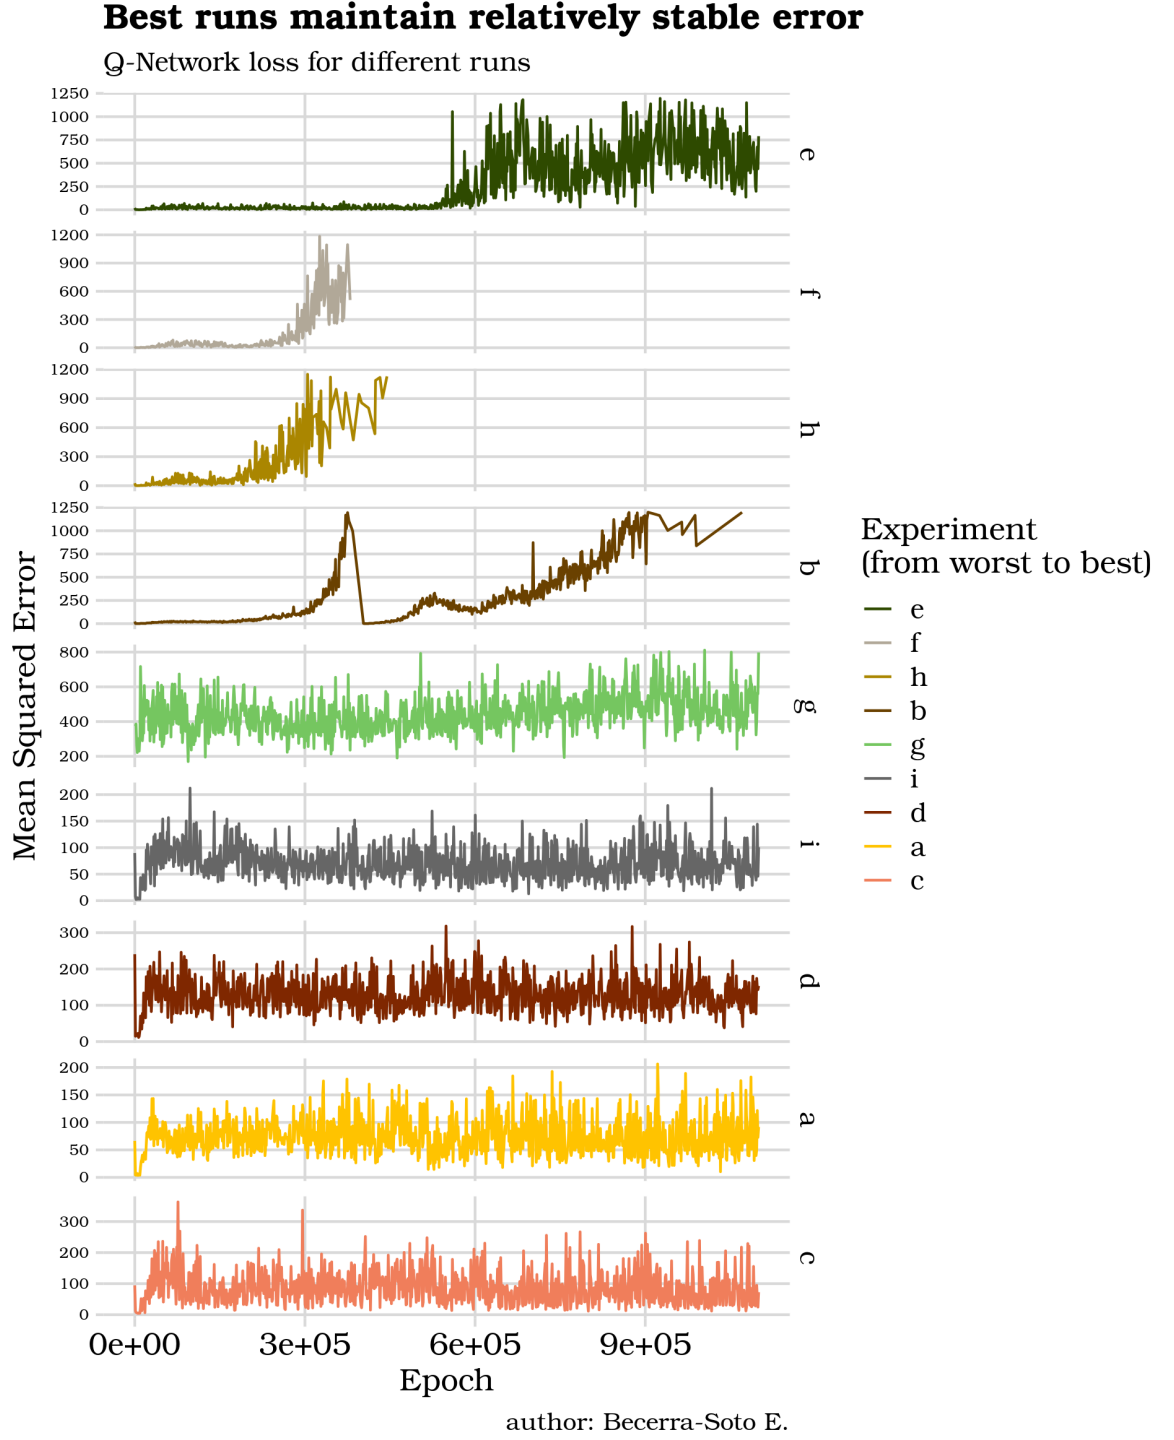 Best runs maintain relatively stable error
Q-Network loss for different runs
Mean Squared Error
1250
1000
750
500
250
0
e
1200
900
600
300
0
f
1200
900
600
300
0
h
1250
1000
750
500
250
0
b
800
600
400
200
g
200
150
100
50
0
i
300
200
100
0
d
200
150
100
50
0
a
300
200
100
0
c
0e+00 3e+05 6e+05 9e+05
Epoch
Experiment
(from worst to best)
e
f
h
b
g
i
d
a
c
author: Becerra-Soto E.